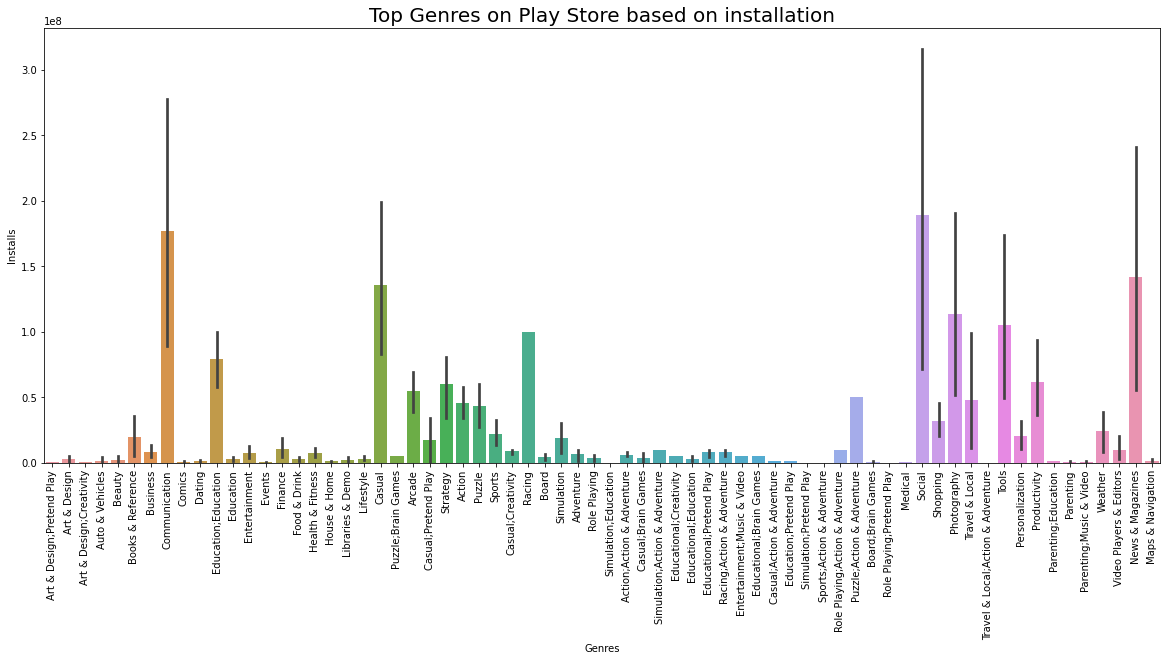 Top Genres on Play Store based on installation
1e8
3.0
2.5
2.0
1.5
1.0
0.5
0.0
Installs
Art & Design;Pretend Play
Art & Design
Art & Design;Creativity
Auto & Vehicles
Beauty
Books & Reference
Business
Communication
Comics
Dating
Education;Education
Education
Entertainment
Events
Finance
Food & Drink
Health & Fitness
House & Home
Libraries & Demo
Lifestyle
Casual
Puzzle;Brain Games
Arcade
Casual;Pretend Play
Strategy
Action
Puzzle
Sports
Casual;Creativity
Racing
Board
Simulation
Adventure
Role Playing
Simulation;Education
Action;Action & Adventure
Casual;Brain Games
Simulation;Action & Adventure
Educational;Creativity
Educational;Education
Educational;Pretend Play
Racing;Action & Adventure
Entertainment;Music & Video
Educational;Brain Games
Casual;Action & Adventure
Education;Pretend Play
Simulation;Pretend Play
Sports;Action & Adventure
Role Playing;Action & Adventure
Puzzle;Action & Adventure
Board;Brain Games
Role Playing;Pretend Play
Medical
Social
Shopping
Photography
Travel & Local
Travel & Local;Action & Adventure
Tools
Personalization
Productivity
Parenting;Education
Parenting
Parenting;Music & Video
Weather
Video Players & Editors
News & Magazines
Maps & Navigation
Genres